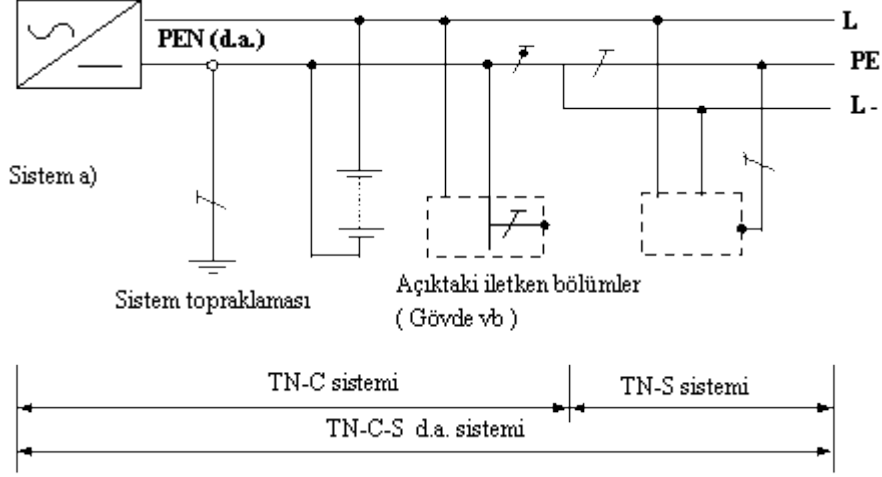 L
PEN (d.a.)
PE
L -
Sistem a)
Sistem topraklaması
Açıktaki iletken bölümler
( Gövde vb )
TN-C sistemi
TN-S sistemi
TN-C-S d.a. sistemi